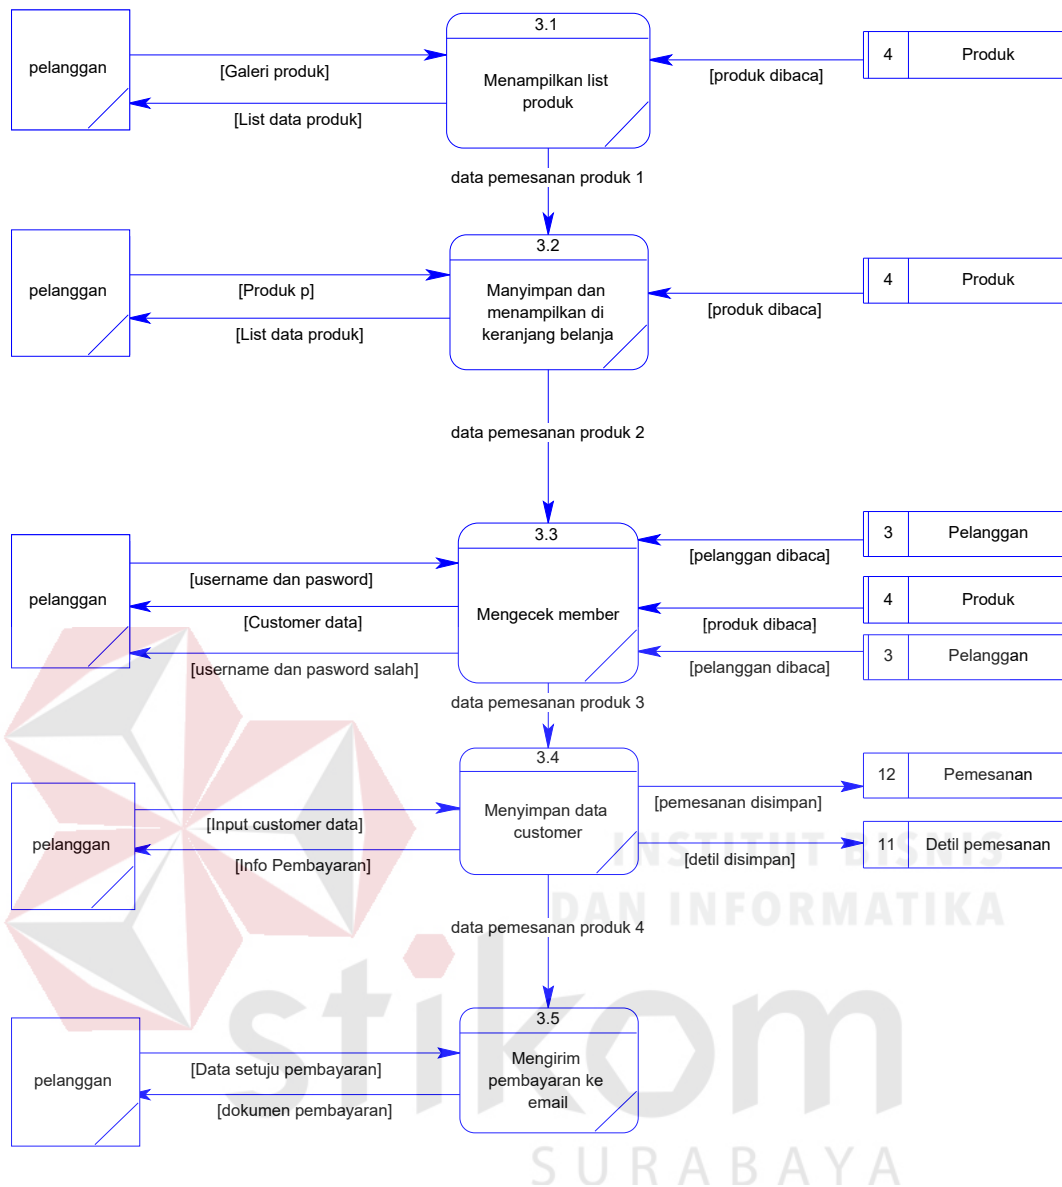 3.1
pelanggan
[Galeri produk]
Menampilkan list
produk
[List data produk]
[produk dibaca]
4 Produk
data pemesanan produk 1
3.2
pelanggan
[Produk p]
Manyimpan dan
menampilkan di
keranjang belanja
[List data produk]
[produk dibaca]
4 Produk
data pemesanan produk 2
3.3
pelanggan
[username dan pasword]
Mengecek member
[Customer data]
[username dan pasword salah]
[pelanggan dibaca]
3 Pelanggan
[produk dibaca]
4 Produk
[pelanggan dibaca]
3 Pelanggan
data pemesanan produk 3
3.4
pelanggan
[Input customer data]
Menyimpan data
customer
[Info Pembayaran]
[pemesanan disimpan]
12 Pemesanan
[detil disimpan]
11 Detil pemesanan
data pemesanan produk 4
3.5
pelanggan
[Data setuju pembayaran]
Mengirim
pembayaran ke
email
[dokumen pembayaran]
INSTITUT BISNIS
DAN INFORMATIKA
stikom
SURABAYA